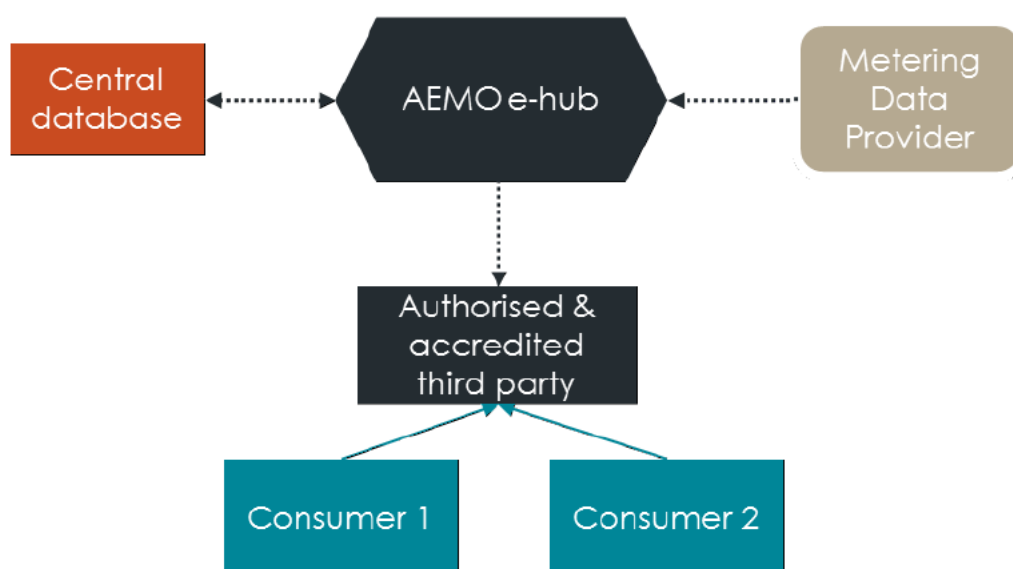 Central
database
AEMO e-hub
Metering
Data
Provider
Authorised &
accredited
third party
Consumer 1
Consumer 2